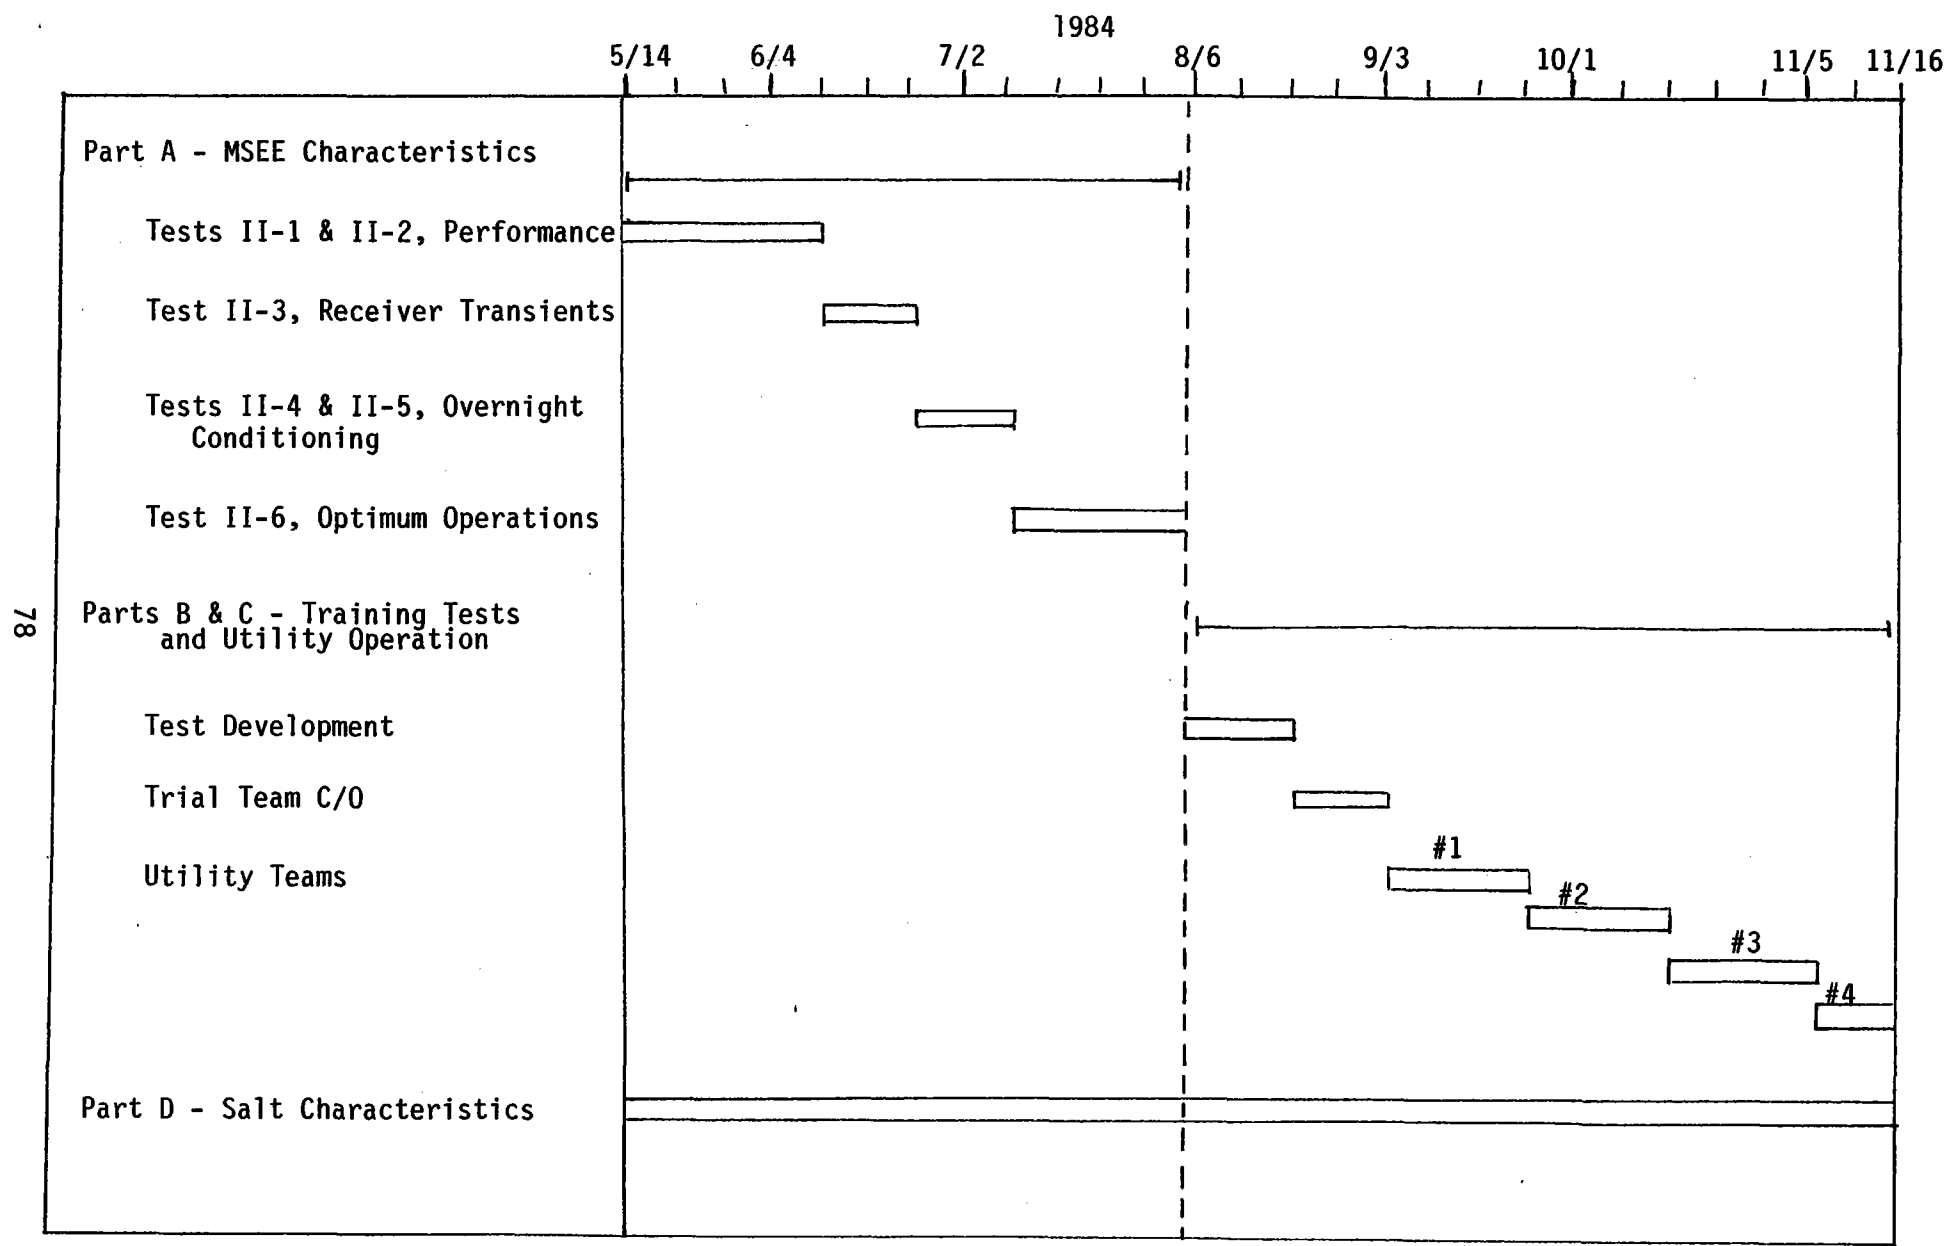 1984
5/14 6/4 7/2 8/6 9/3 10/1 11/5 11/16
Part A - MSEE Characteristics
Tests II-1 & II-2, Performance
Test II-3, Receiver Transients
Tests II-4 & II-5, Overnight
Conditioning
Test II-6, Optimum Operations
Parts B & C - Training Tests
and Utility Operation
Test Development
Trial Team C/O
#1
Utility Teams
#2
#3
#4
Part D - Salt Characteristics
78